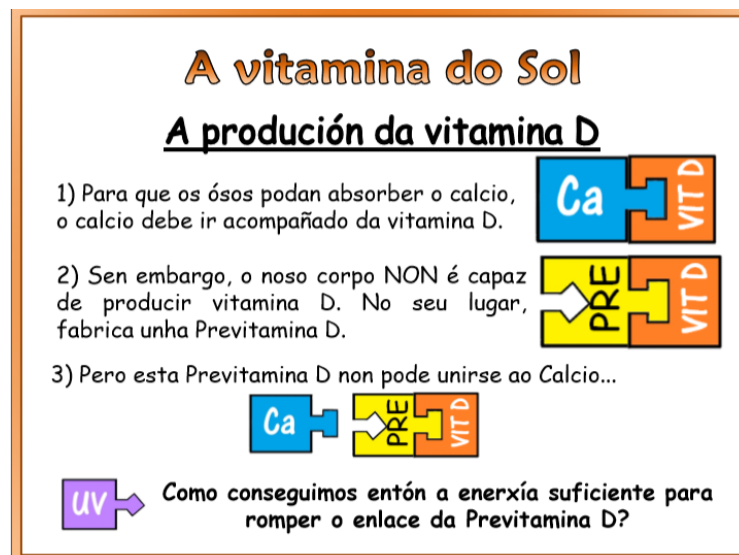 A vitamina do Sol
A produción da vitamina D
1) Para que os ósos podan absorber o calcio,
o calcio debe ir acompañado da vitamina D.
Ca
VIT D
2) Sen embargo, o noso corpo NON é capaz
de producir vitamina D. No seu lugar,
fabrica unha Previtamina D.
PRE
VIT D
3) Pero esta Previtamina D non pode unirse ao Calcio...
Ca
PRE
VIT D
UV
Como conseguimos entón a enerxía suficiente para
romper o enlace da Previtamina D?